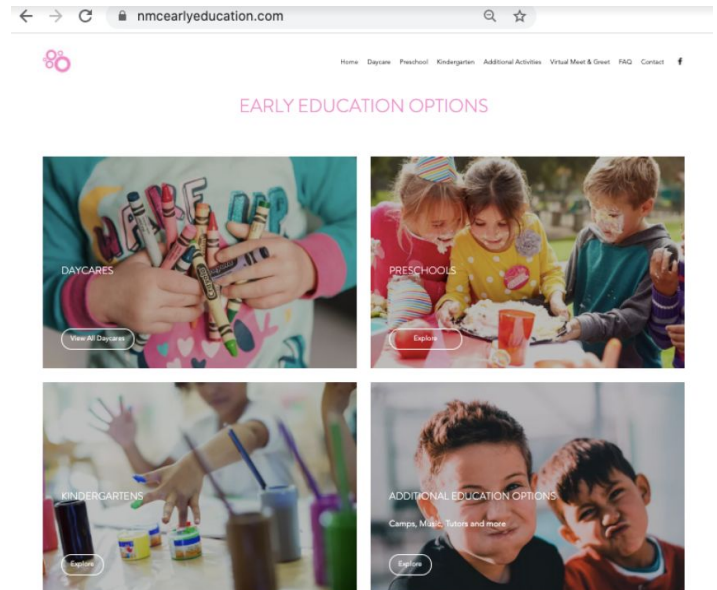 nmcearlyeducation.com
Home Daycare Preschool Kindergarten Additional Activities Virtual Meet & Greet FAQ Contact f
EARLY EDUCATION OPTIONS
DAYCARES
View All Daycares
PRESCHOOLS
Explore
KINDERGARTENS
Explore
ADDITIONAL EDUCATION OPTIONS
Camps, Music, Tutors and more
Explore